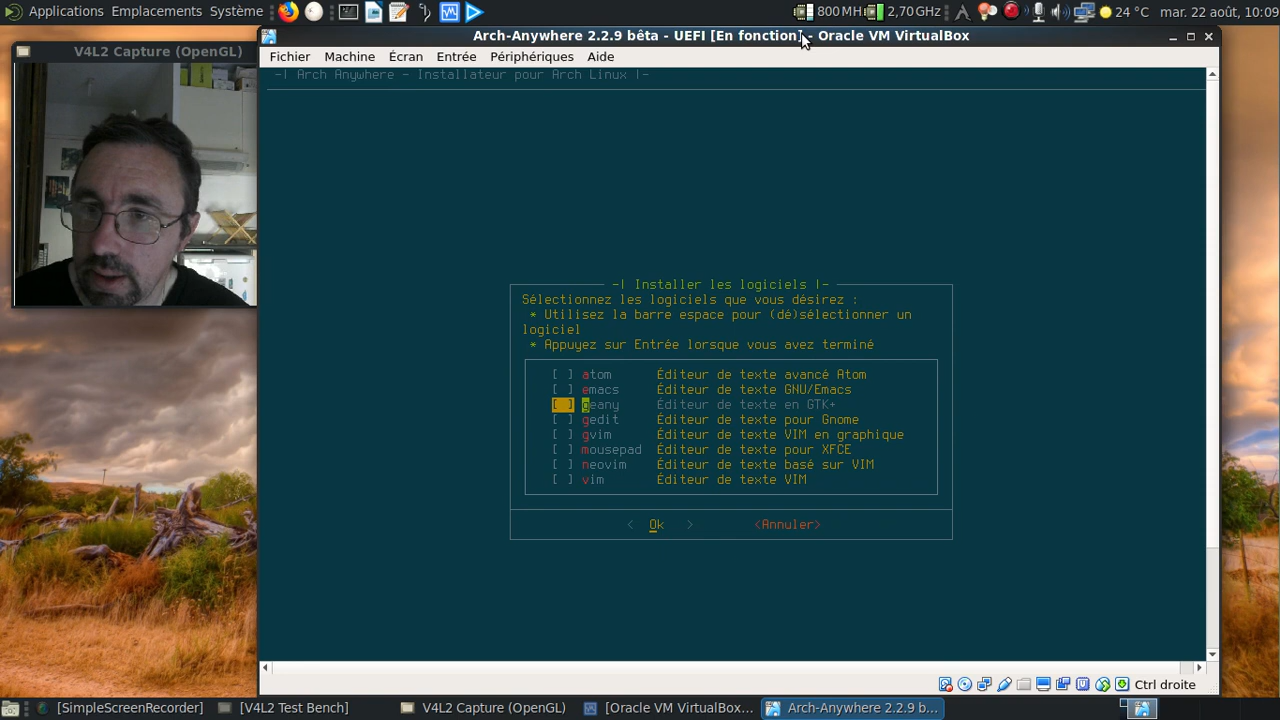 Applications Emplacements Système 800 MH 2,70 GHz 24 °C mar. 22 août, 10:09
V4L2 Capture (OpenGL)
Arch-Anywhere 2.2.9 bêta - UEFI [En fonction] - Oracle VM VirtualBox
Fichier Machine Écran Entrée Périphériques Aide
-| Arch Anywhere - Installateur pour Arch Linux |-
-| Installer les logiciels |-
Sélectionnez les logiciels que vous désirez :
* Utilisez la barre espace pour (dé)sélectionner un
logiciel
* Appuyez sur Entrée lorsque vous avez terminé
[ ] atom Éditeur de texte avancé Atom
[ ] emacs Éditeur de texte GNU/Emacs
[ ] geany Éditeur de texte en GTK+
[ ] gedit Éditeur de texte pour Gnome
[ ] gvim Éditeur de texte VIM en graphique
[ ] mousepad Éditeur de texte pour XFCE
[ ] neovim Éditeur de texte basé sur VIM
[ ] vim Éditeur de texte VIM
< Ok > <Annuler>
Ctrl droite
[SimpleScreenRecorder] [V4L2 Test Bench] V4L2 Capture (OpenGL) [Oracle VM VirtualBox... Arch-Anywhere 2.2.9 b...